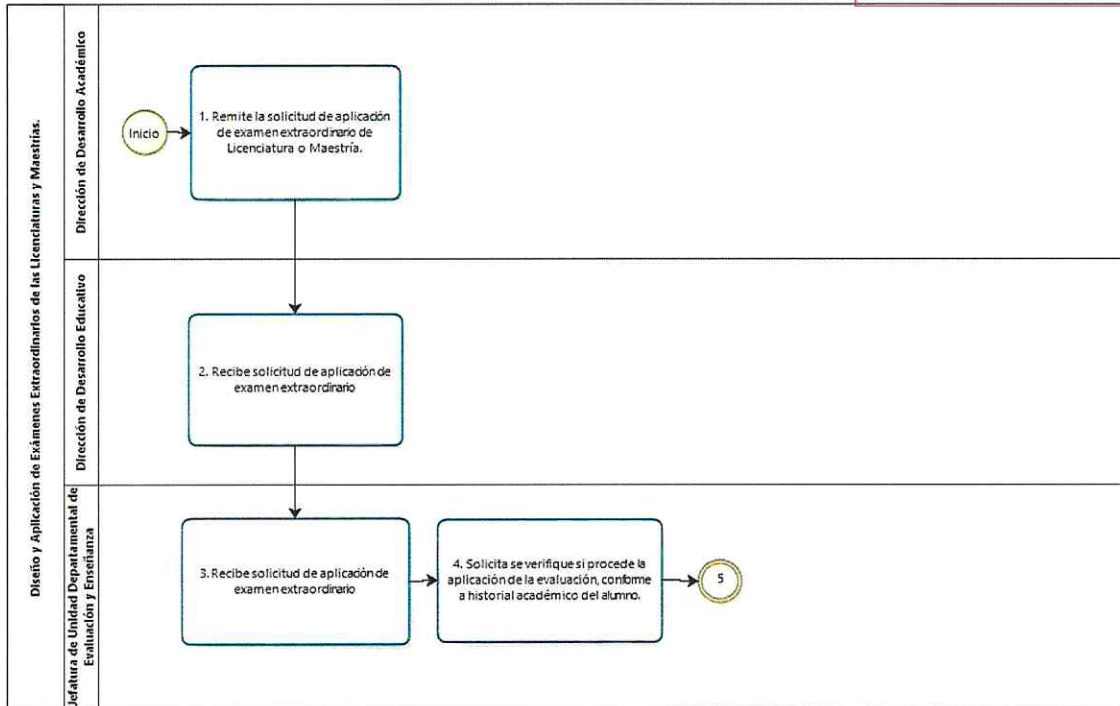 Diseño y Aplicación de Exámenes Extraordinarios de las Licenciaturas y Maestrías.
Dirección de Desarrollo Académico
Inicio
1. Remite la solicitud de aplicación
de examen extraordinario de
Licenciatura o Maestría.
Dirección de Desarrollo Educativo
2. Recibe solicitud de aplicación de
examen extraordinario
Jefatura de Unidad Departamental de
Evaluación y Enseñanza
3. Recibe solicitud de aplicación de
examen extraordinario
4. Solicita se verifique si procede la
aplicación de la evaluación, conforme
a historial académico del alumno.
5